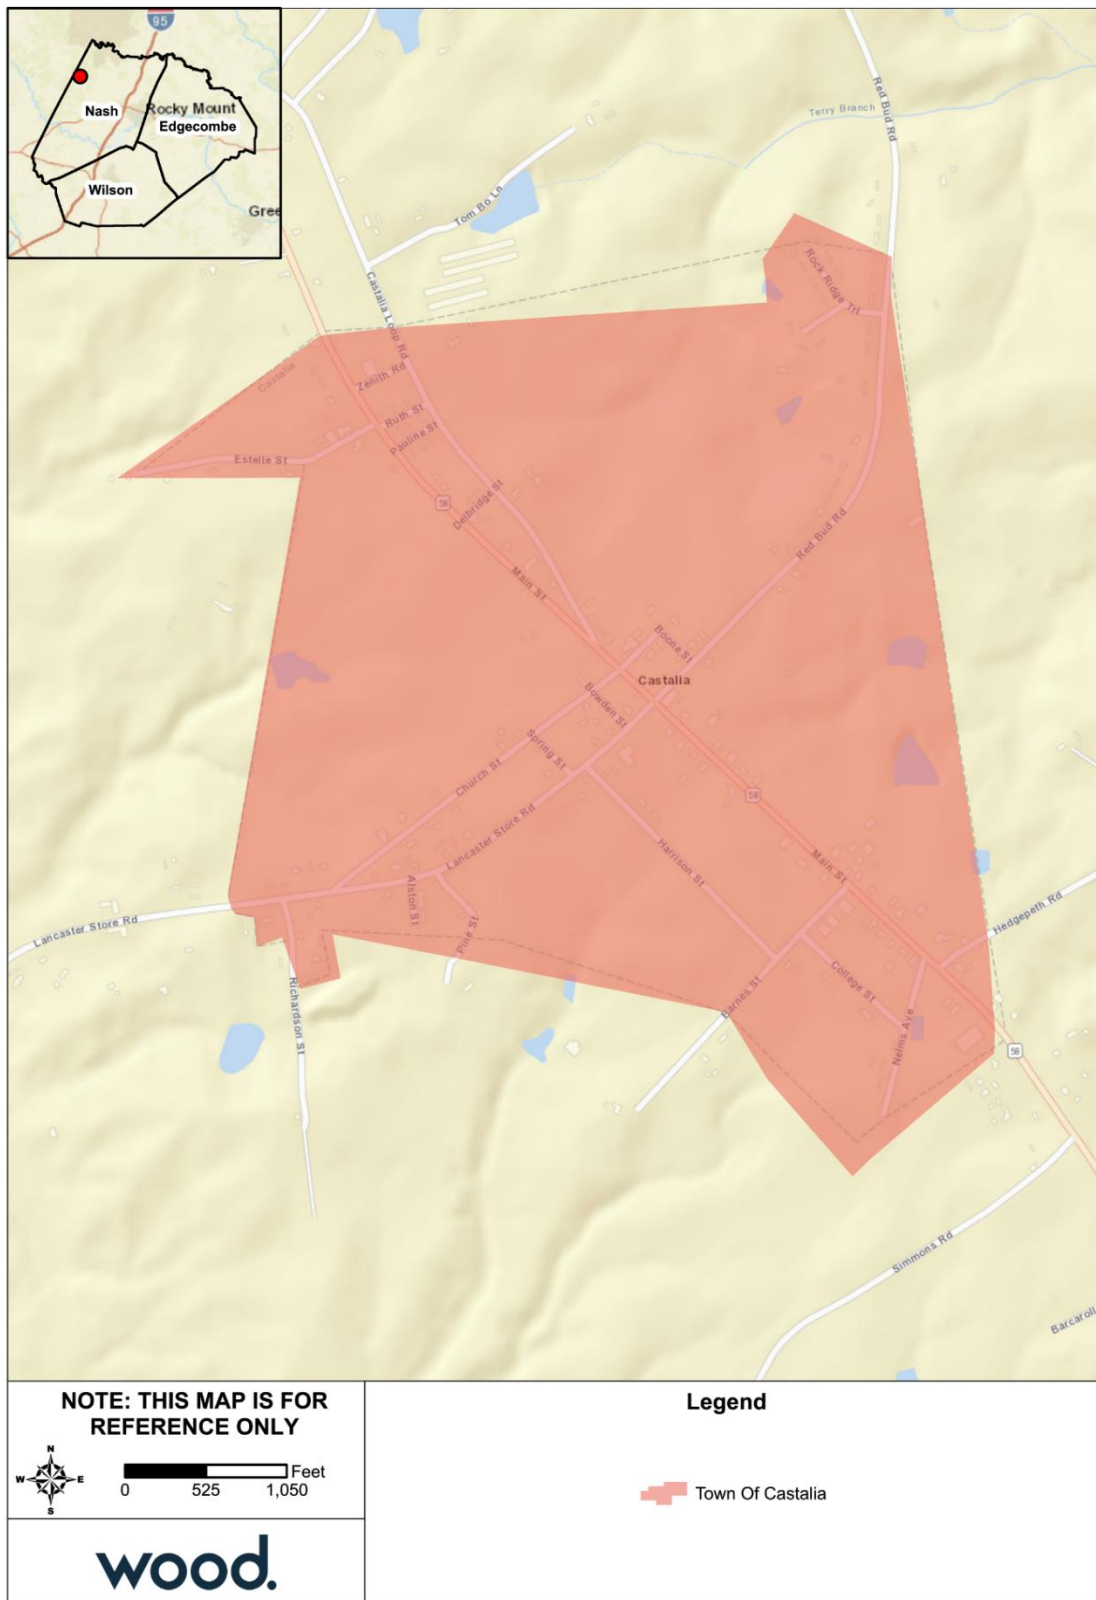 95
Nash
Rocky Mount
Edgecombe
Wilson
Gree
Red Bud Rd
Terry Branch
Tom Bo Ln
Castalia Loop Rd
Rock Ridge Trl
Castalia
Zenith Rd
Ruth St
Pauline St
Estelle St
58
Delbridge St
Red Bud Rd
Main St
Boone St
Castalia
Bowden St
Spring St
Church St
58
Lancaster Store Rd
Harrison St
Main St
Alston St
Hedgepeth Rd
Lancaster Store Rd
Pine St
College St
Barnes St
Richardson St
Nelms Ave
58
Simmons Rd
Barcaroll
NOTE: THIS MAP IS FOR
REFERENCE ONLY
N
W E
S
Feet
0 525 1,050
wood.
Legend
Town Of Castalia